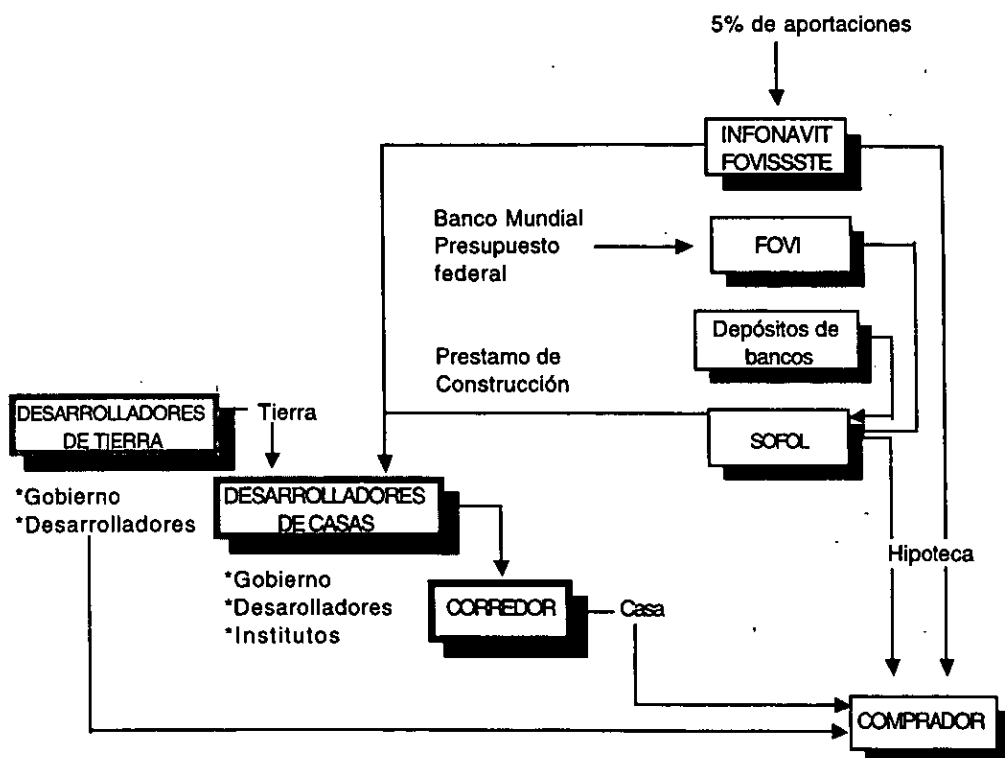 5% de aportaciones
INFONAVIT
FOVISSSTE
Banco Mundial
Presupuesto
federal
FOVI
Depósitos de
bancos
Prestamo de
Construcción
SOFOL
DESARROLLADORES
DE TIERRA
Tierra
*Gobierno
*Desarrolladores
DESARROLLADORES
DE CASAS
*Gobierno
*Desarolladores
*Institutos
CORREDOR
Casa
Hipoteca
COMPRADOR